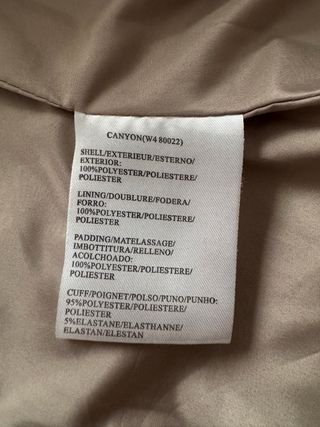 CANYON(W4 80022)
SHELL/EXTERIEUR/ESTERNO/
EXTERIOR:
100%POLYESTER/POLIESTERE/
POLIESTER
LINING/DOUBLURE/FODERA/
FORRO:
100%POLYESTER/POLIESTERE/
POLIESTER
PADDING/MATELASSAGE/
IMBOTTITURA/RELLENO/
ACOLCHOADO:
100%POLYESTER/POLIESTERE/
POLIESTER
CUFF/POIGNET/POLSO/PUNO/PUNHO:
95%POLYESTER/POLIESTERE/
POLIESTER
5%ELASTANE/ELASTHANNE/
ELASTAN/ELESTAN